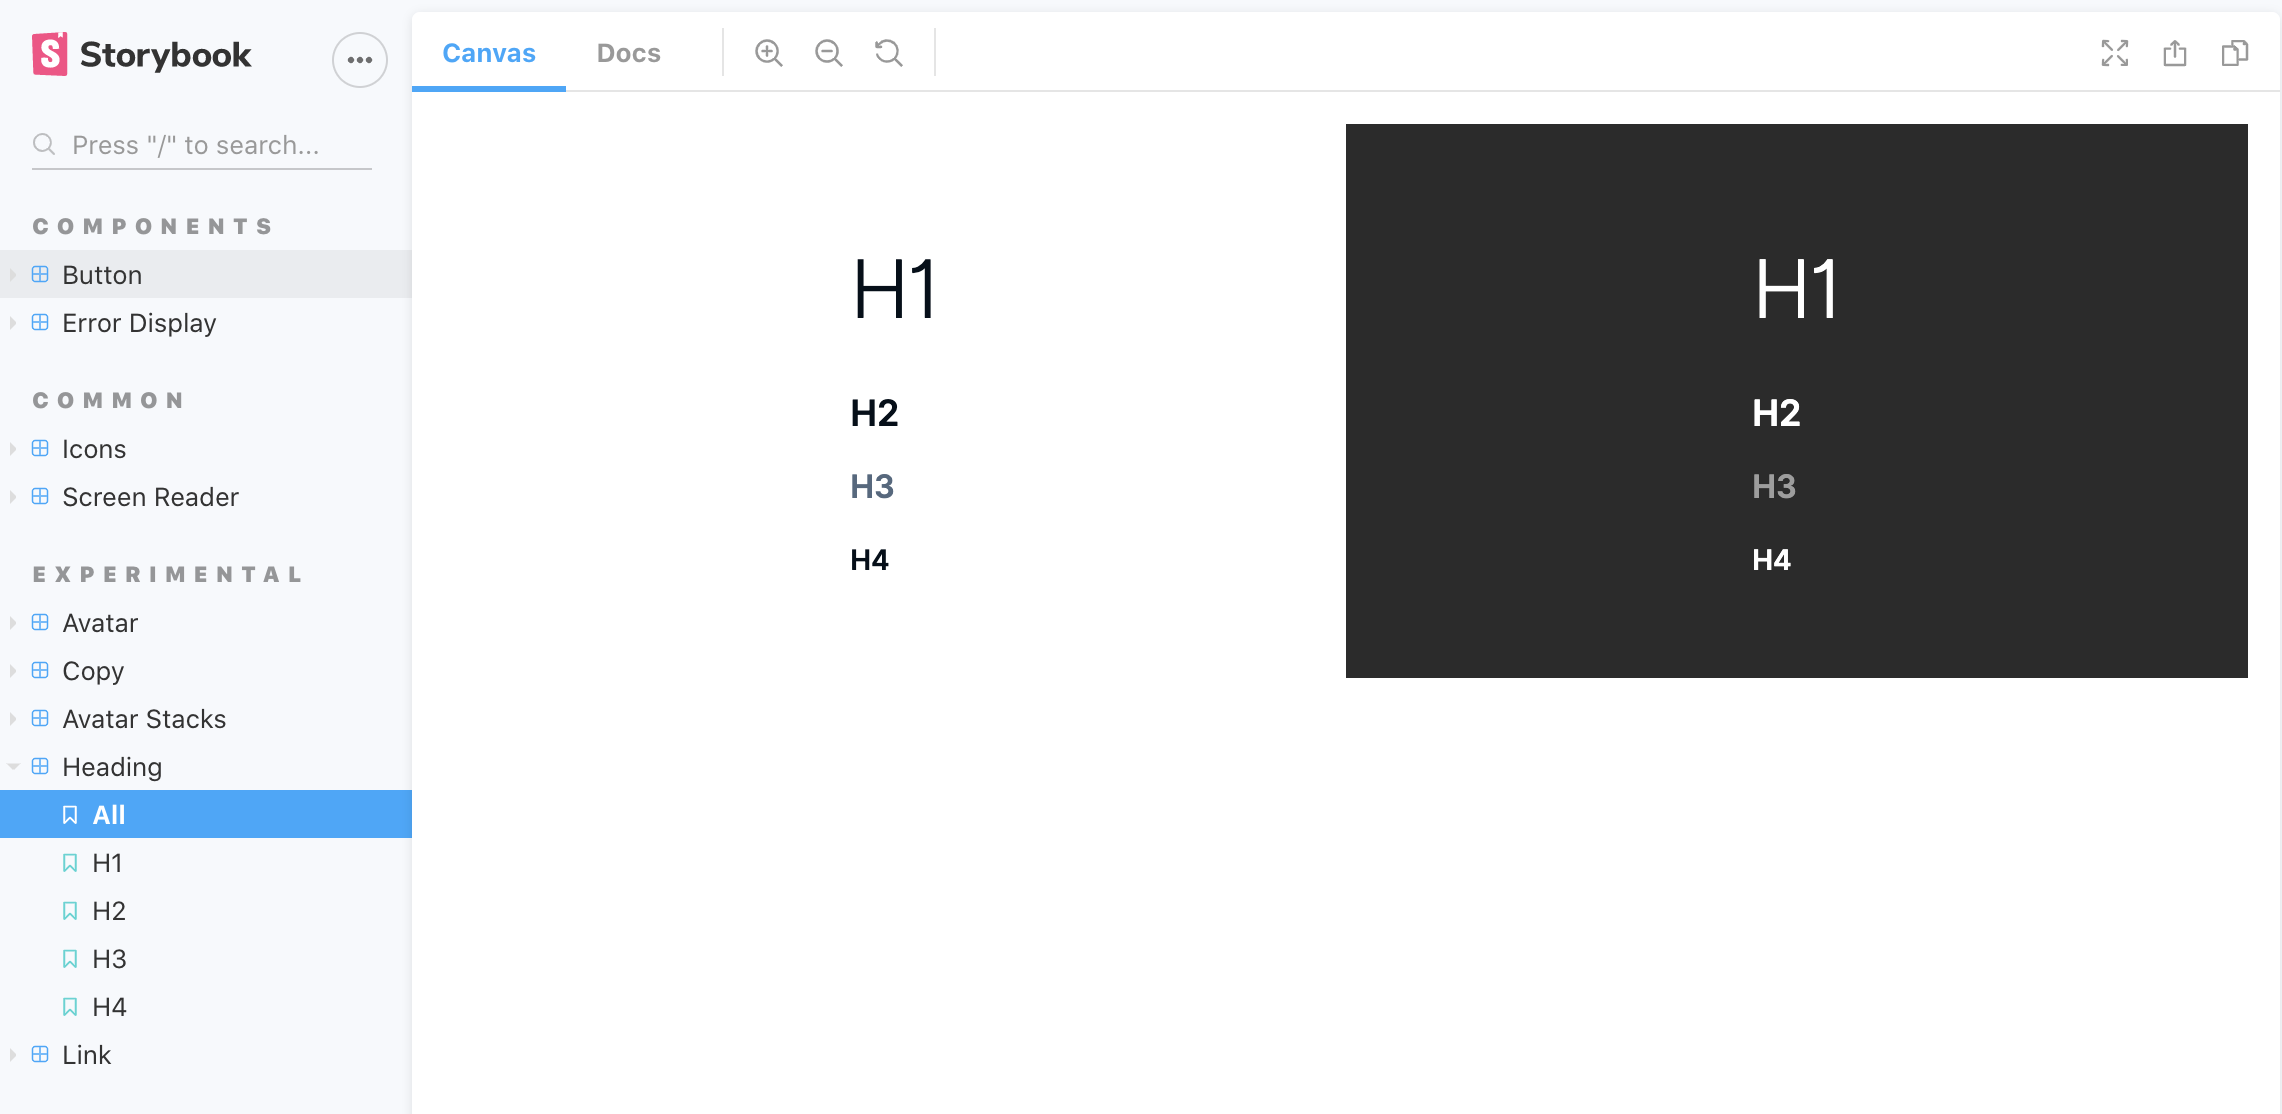 Storybook
Press "/" to search...
COMPONENTS
Button
Error Display
COMMON
Icons
Screen Reader
EXPERIMENTAL
Avatar
Copy
Avatar Stacks
Heading
All
H1
H2
H3
H4
Link
Canvas Docs
H1
H2
H3
H4
H1
H2
H3
H4